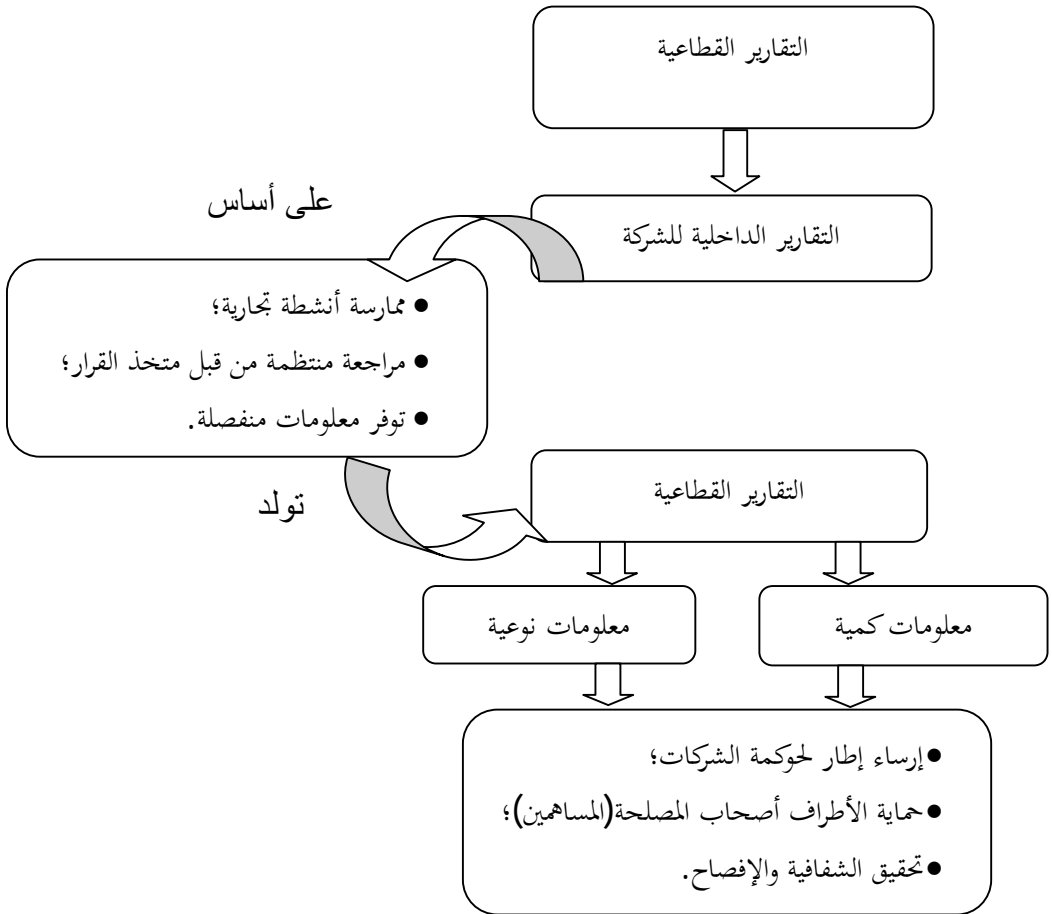 التقارير القطاعية
على أساس
التقارير الداخلية للشركة
● ممارسة أنشطة تجارية؛
● مراجعة منتظمة من قبل متخذ القرار؛
● توفر معلومات منفصلة.
تولد
التقارير القطاعية
معلومات كمية
معلومات نوعية
●إرساء إطار لحوكمة الشركات؛
●حماية الأطراف أصحاب المصلحة(المساهمين)؛
●تحقيق الشفافية والإفصاح.